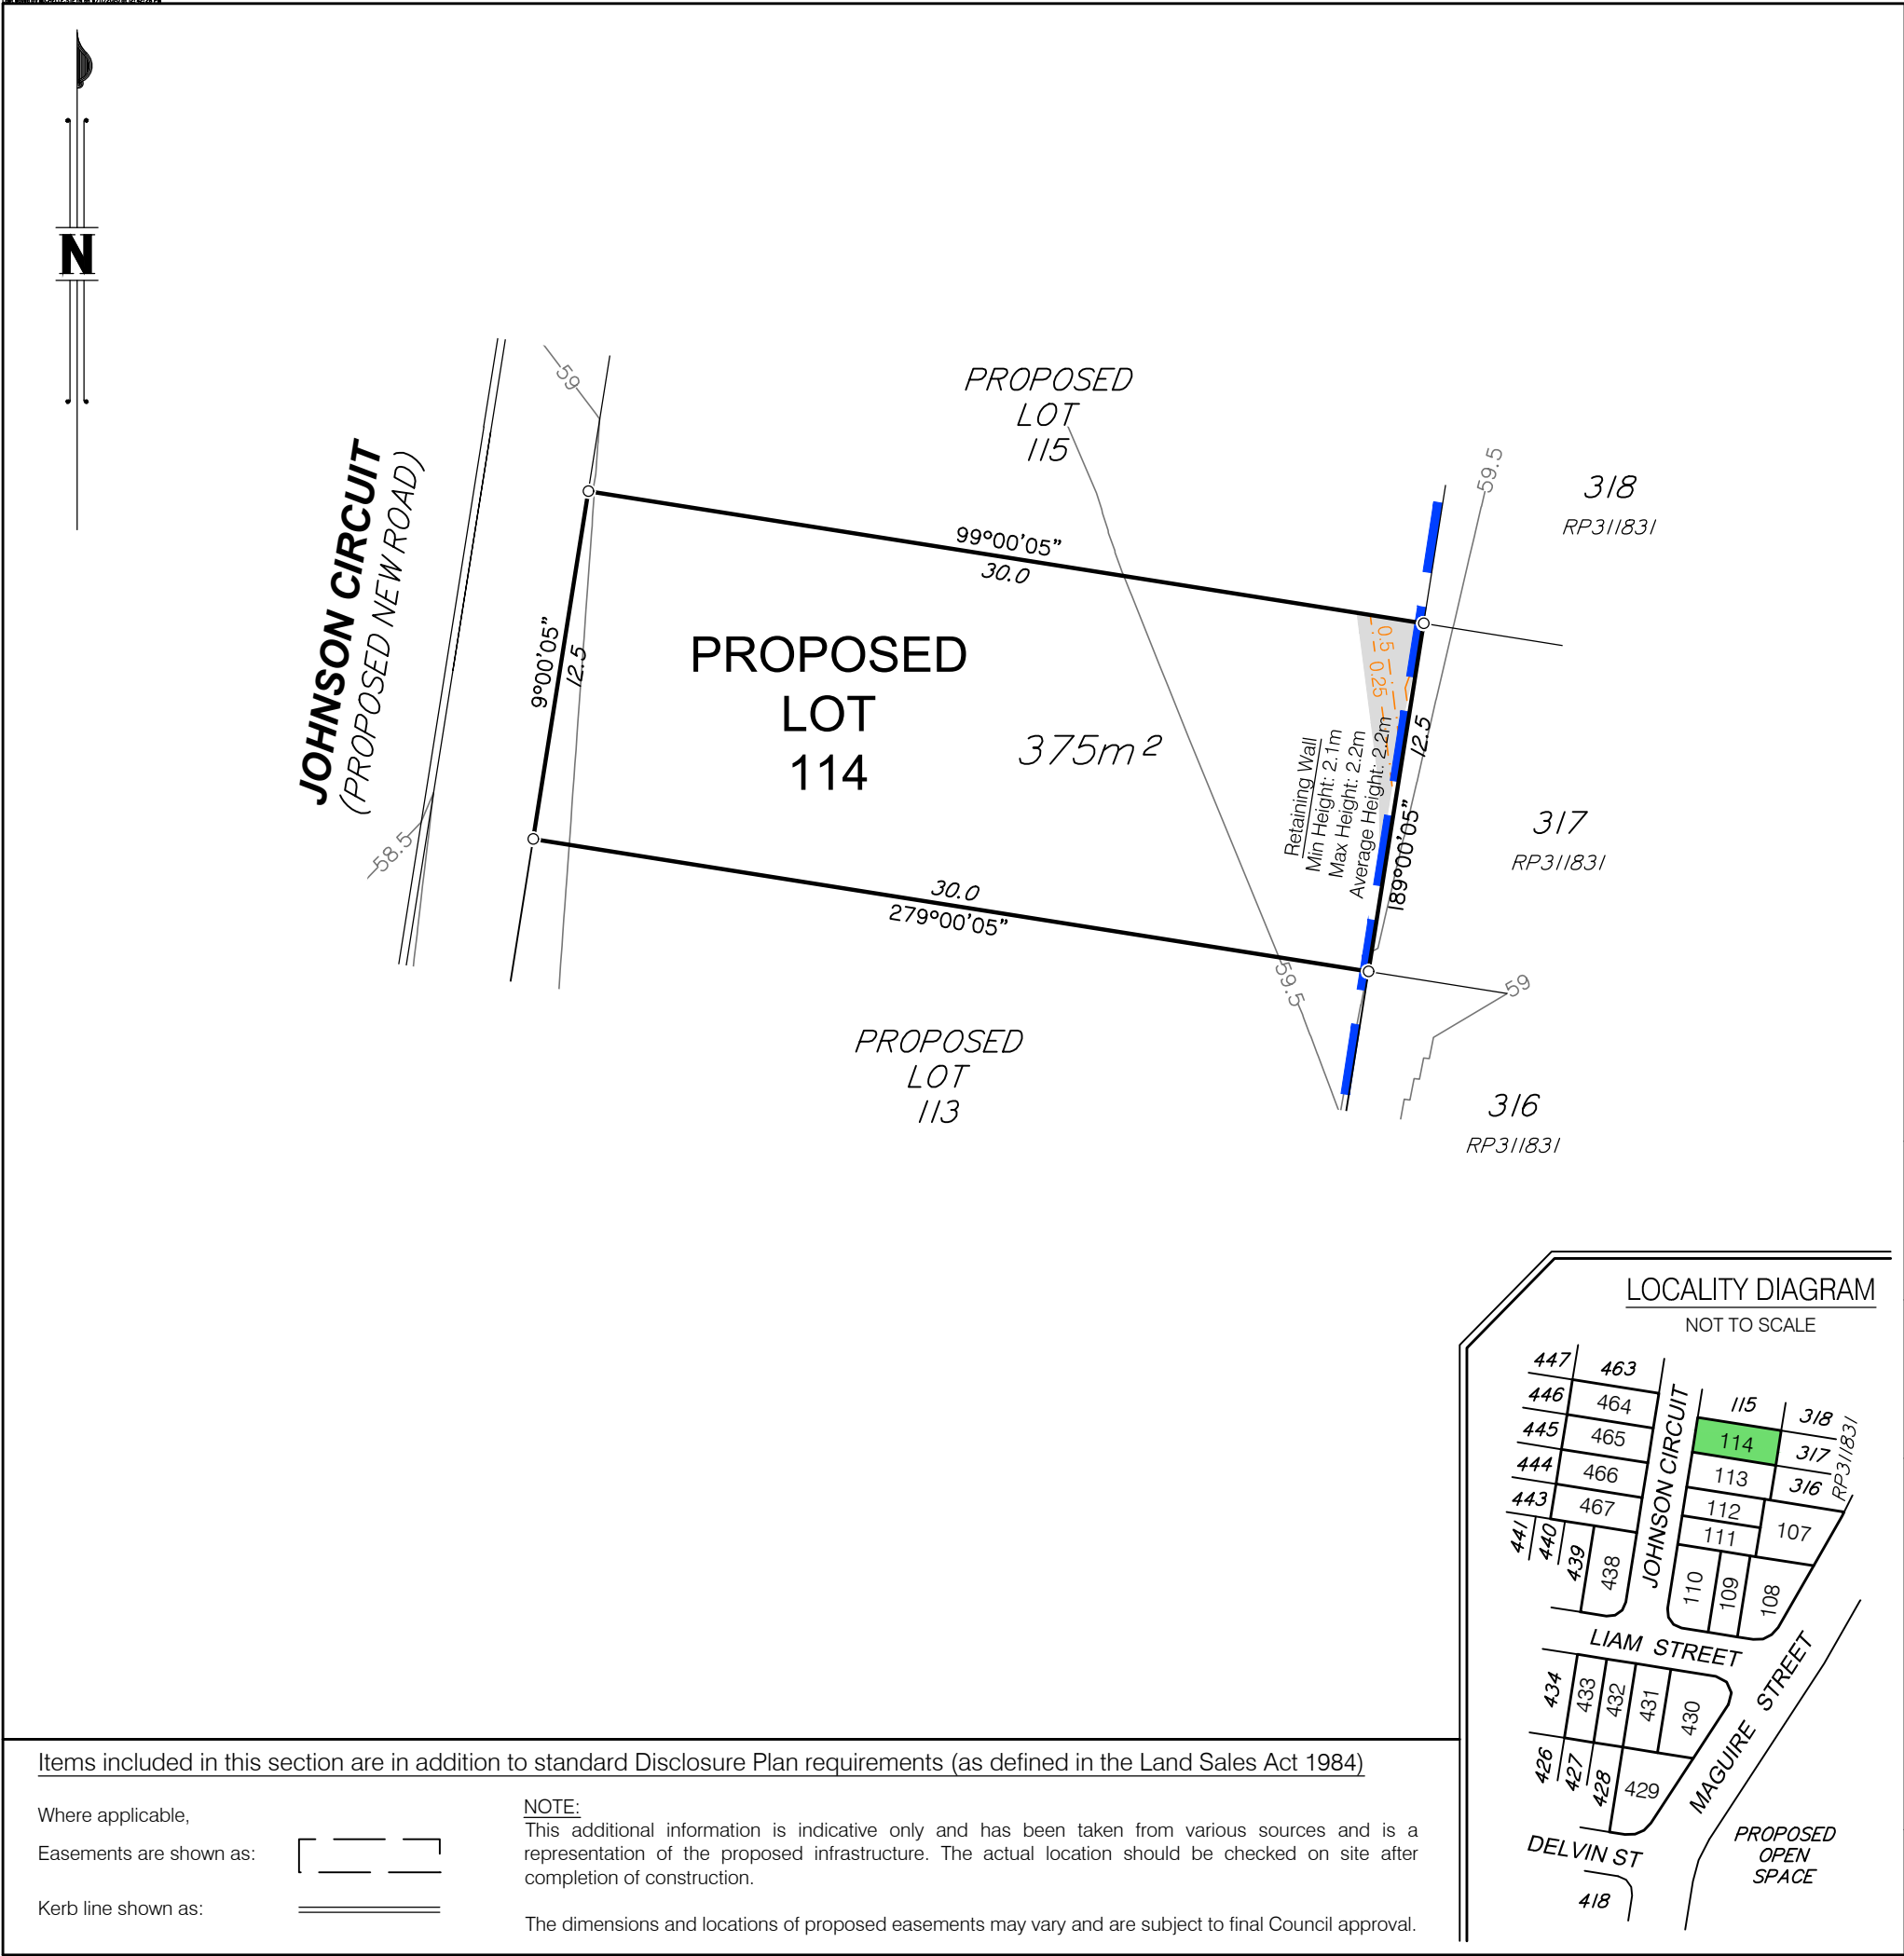 N
JOHNSON CIRCUIT
(PROPOSED NEW ROAD)
59
58.5
PROPOSED
LOT
115
99°00'05"
30.0
9°00'05"
12.5
PROPOSED
LOT
114
375m²
0.5
0.25
Retaining Wall
Min Height: 2.1m
Max Height: 2.2m
Average Height: 2.2m
12.5
189°00'05"
59.5
318
RP311831
317
RP311831
30.0
279°00'05"
59.5
59
PROPOSED
LOT
113
316
RP311831
LOCALITY DIAGRAM
NOT TO SCALE
447
463
446
464
445
465
444
466
443
467
441
440
439
438
JOHNSON CIRCUIT
115
318
114
317
113
316
RP311831
112
107
111
110
109
108
LIAM STREET
434
433
432
431
430
426
427
428
429
MAGUIRE STREET
DELVIN ST
418
PROPOSED
OPEN
SPACE
Items included in this section are in addition to standard Disclosure Plan requirements (as defined in the Land Sales Act 1984)
Where applicable,
Easements are shown as:
Kerb line shown as:
NOTE:
This additional information is indicative only and has been taken from various sources and is a
representation of the proposed infrastructure. The actual location should be checked on site after
completion of construction.
The dimensions and locations of proposed easements may vary and are subject to final Council approval.